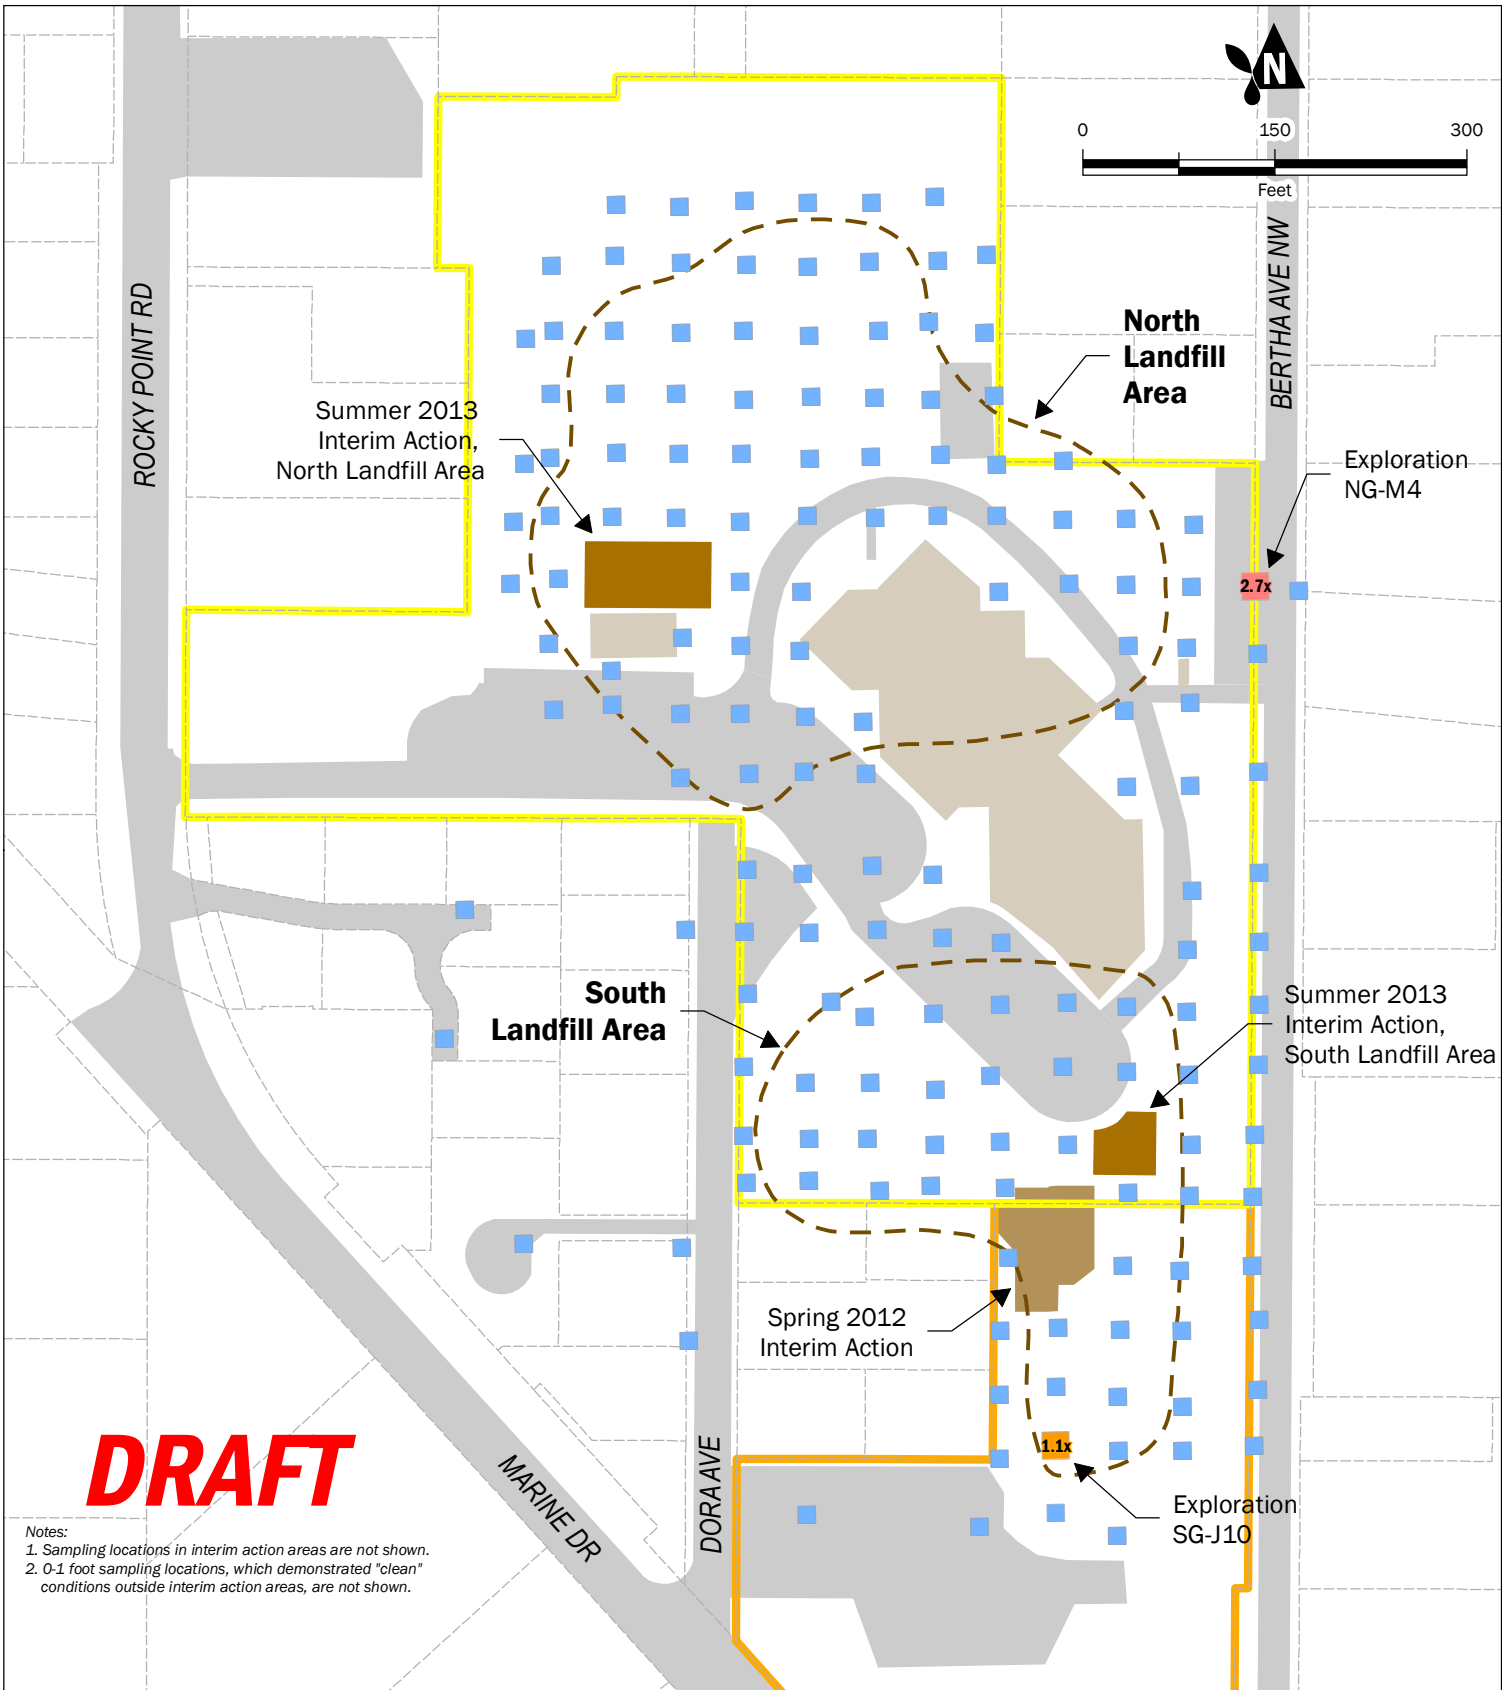 N
0 150 300
Feet
ROCKY POINT RD
BERTHA AVE NW
North
Landfill
Area
Summer 2013
Interim Action,
North Landfill Area
Exploration
NG-M4
2.7x
South
Landfill Area
Summer 2013
Interim Action,
South Landfill Area
Spring 2012
Interim Action
1.1x
Exploration
SG-J10
MARINE DR
DORA AVE
DRAFT
Notes:
1. Sampling locations in interim action areas are not shown.
2. 0-1 foot sampling locations, which demonstrated "clean"
conditions outside interim action areas, are not shown.